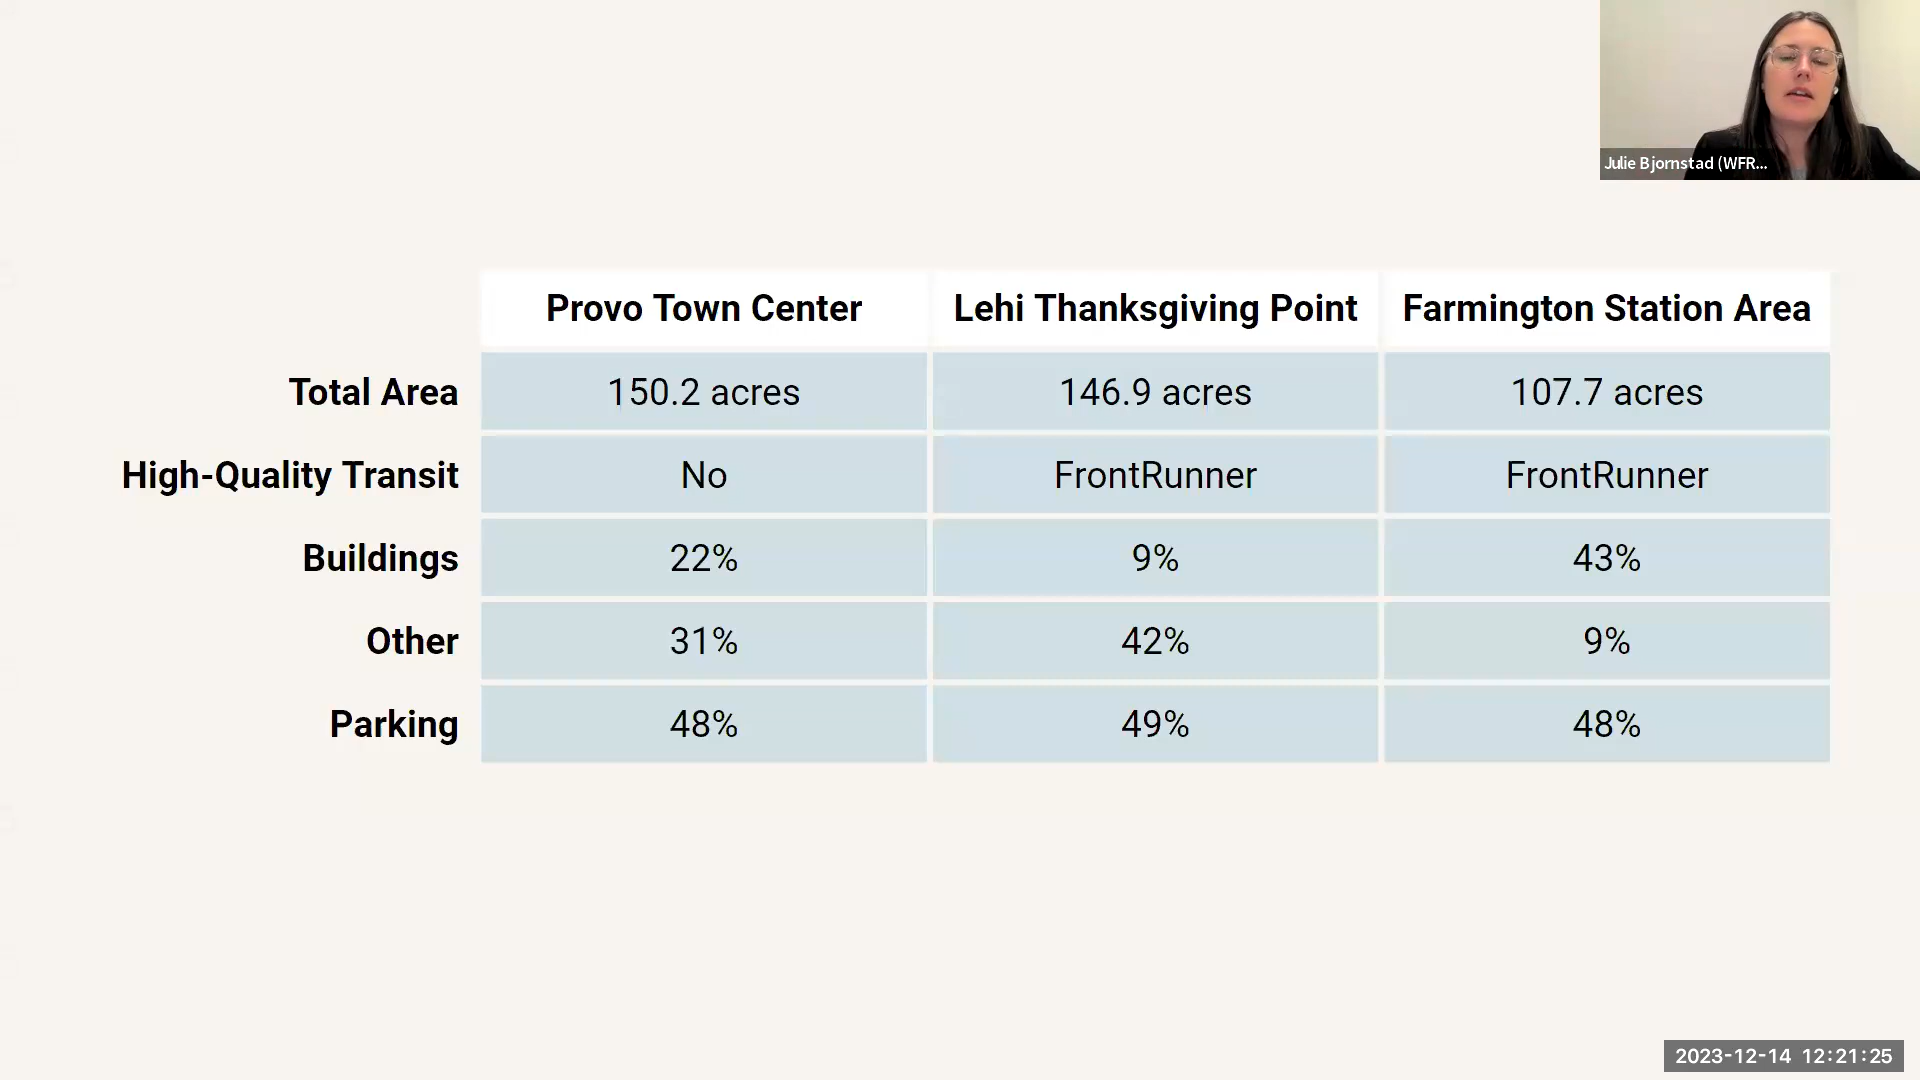 Julie Bjornstad (WFR...
Provo Town Center Lehi Thanksgiving Point Farmington Station Area
Total Area 150.2 acres 146.9 acres 107.7 acres
High-Quality Transit No FrontRunner FrontRunner
Buildings 22% 9% 43%
Other 31% 42% 9%
Parking 48% 49% 48%
2023-12-14 12:21:25